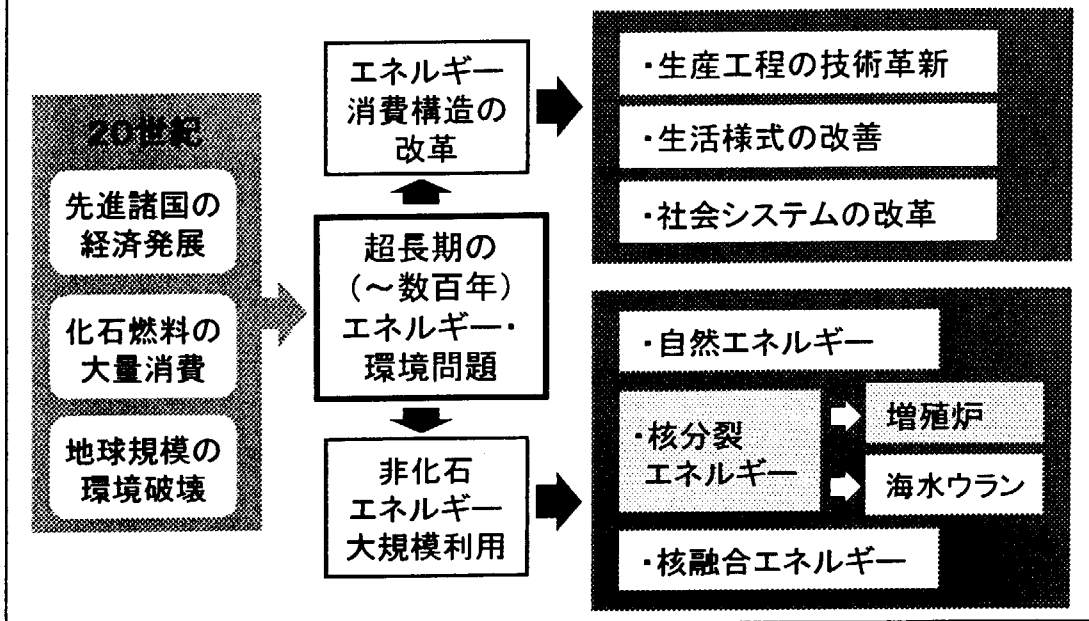 20世紀
先進諸国の
経済発展
化石燃料の
大量消費
地球規模の
環境破壊
エネルギー
消費構造の
改革
超長期の
(～数百年)
エネルギー・
環境問題
非化石
エネルギー
大規模利用
・生産工程の技術革新
・生活様式の改善
・社会システムの改革
・自然エネルギー
・核分裂
エネルギー
増殖炉
海水ウラン
・核融合エネルギー